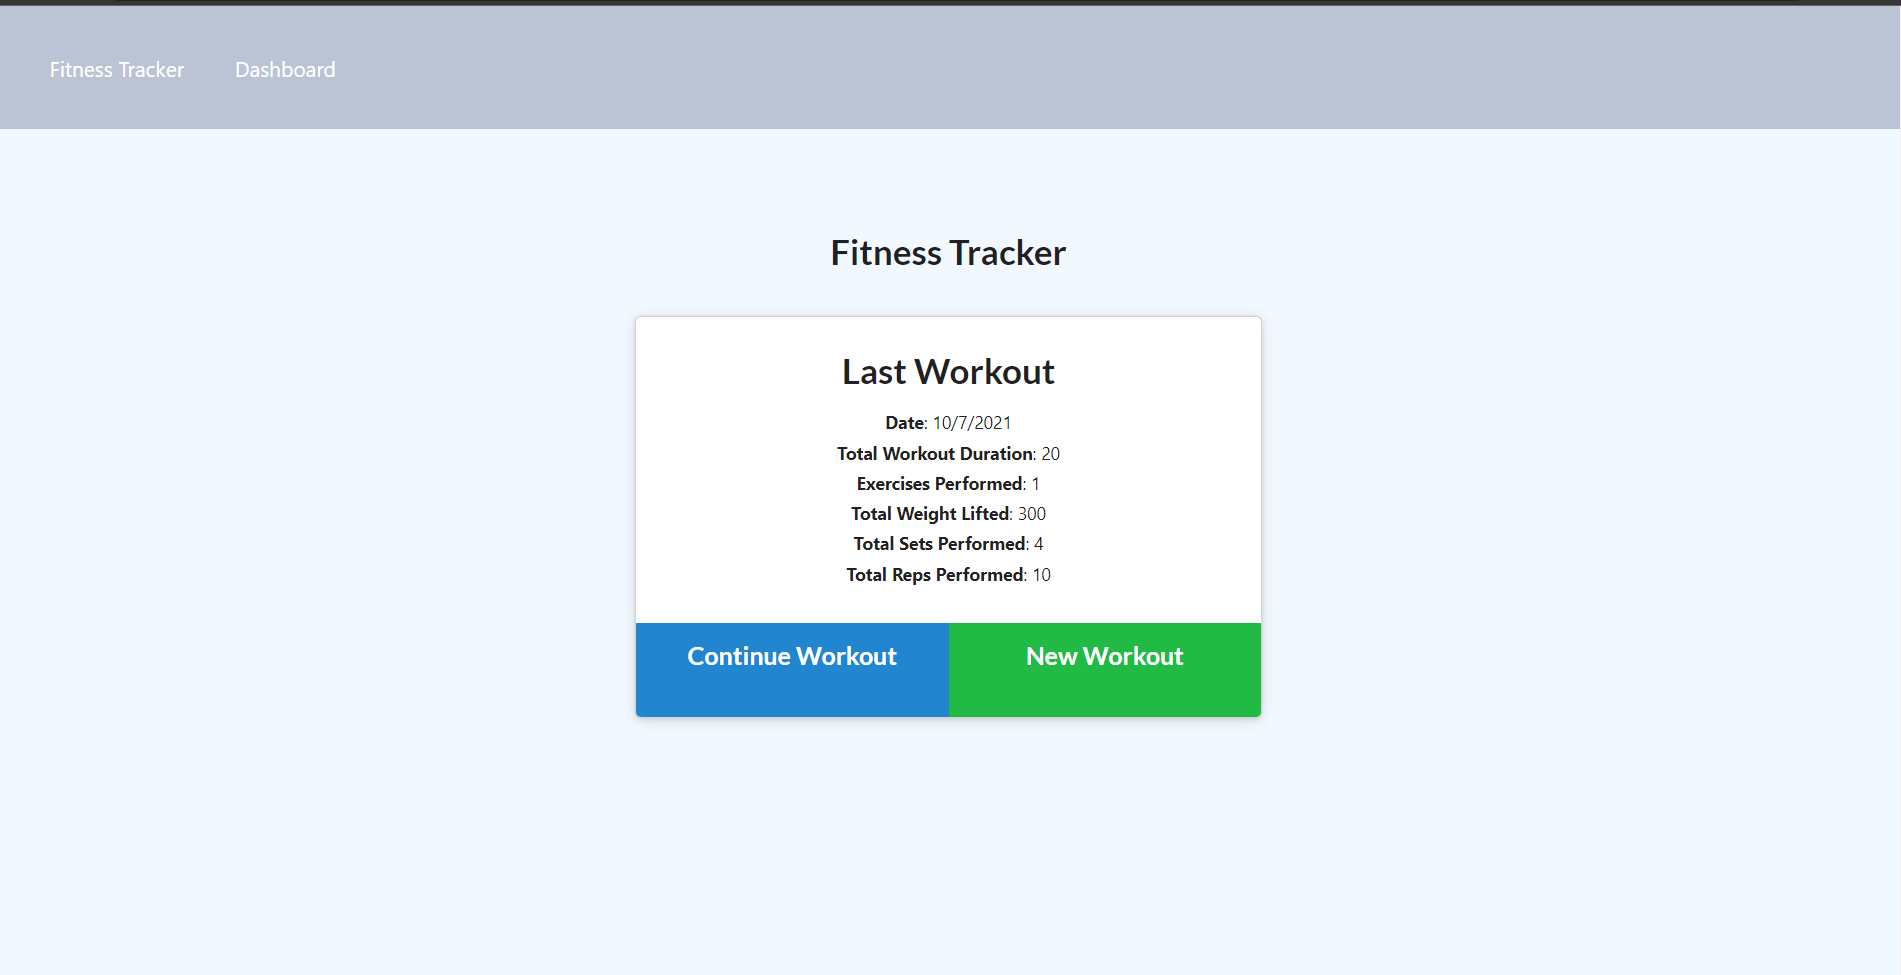 Fitness Tracker Dashboard
Fitness Tracker
Last Workout
Date: 10/7/2021
Total Workout Duration: 20
Exercises Performed: 1
Total Weight Lifted: 300
Total Sets Performed: 4
Total Reps Performed: 10
Continue Workout New Workout